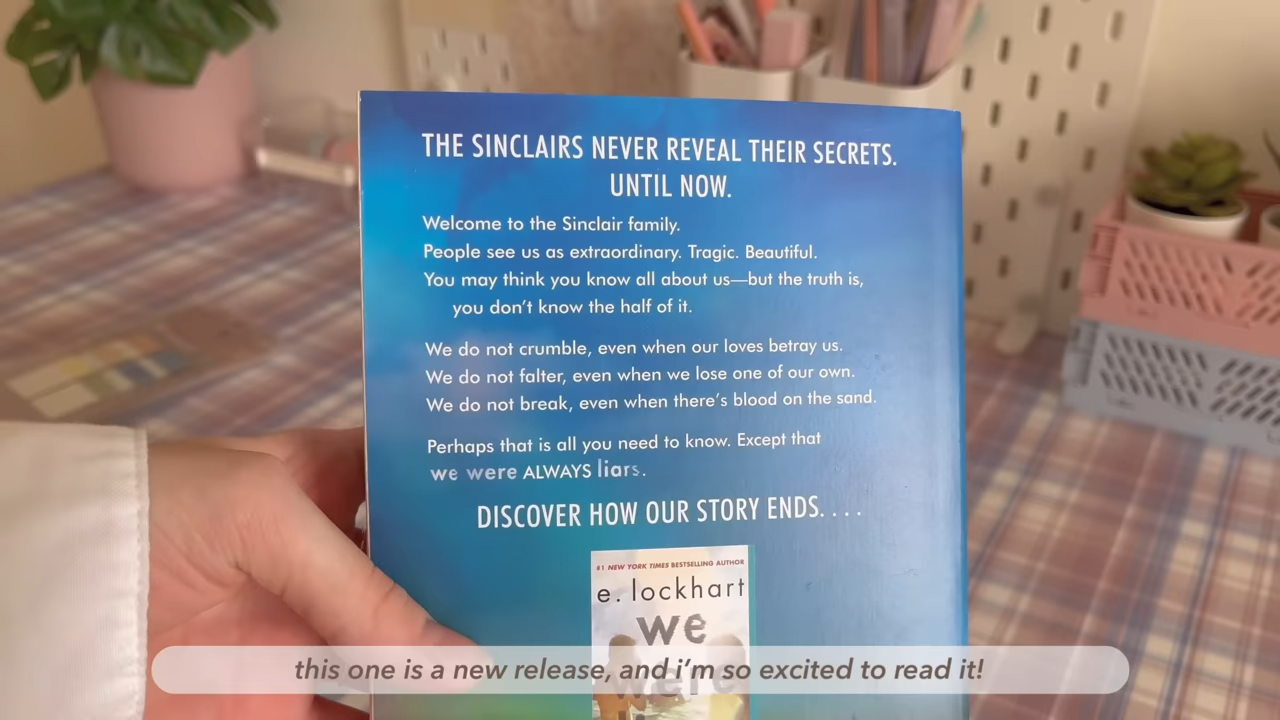 THE SINCLAIRS NEVER REVEAL THEIR SECRETS.
UNTIL NOW.
Welcome to the Sinclair family.
People see us as extraordinary. Tragic. Beautiful.
You may think you know all about us—but the truth is,
you don't know the half of it.
We do not crumble, even when our loves betray us.
We do not falter, even when we lose one of our own.
We do not break, even when there's blood on the sand.
Perhaps that is all you need to know. Except that
we were ALWAYS liars.
DISCOVER HOW OUR STORY ENDS. . . .
#1 NEW YORK TIMES BESTSELLING AUTHOR
e. lockhart
we
were
this one is a new release, and i'm so excited to read it!